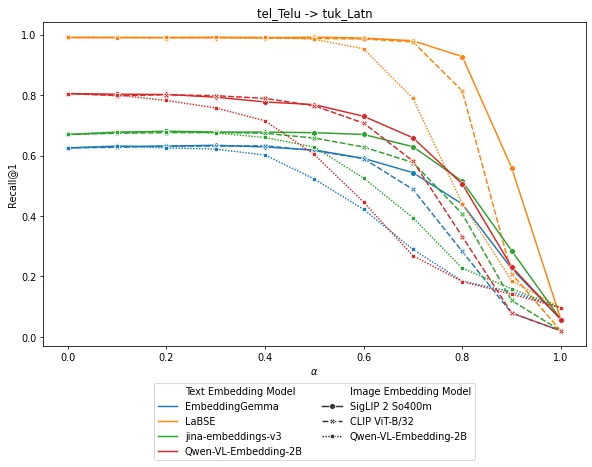 tel_Telu -> tuk_Latn
Recall@1
1.0
0.8
0.6
0.4
0.2
0.0
0.0 0.2 0.4 0.6 0.8 1.0
α
Text Embedding Model
EmbeddingGemma
LaBSE
jina-embeddings-v3
Qwen-VL-Embedding-2B
Image Embedding Model
SigLIP 2 So400m
CLIP ViT-B/32
Qwen-VL-Embedding-2B